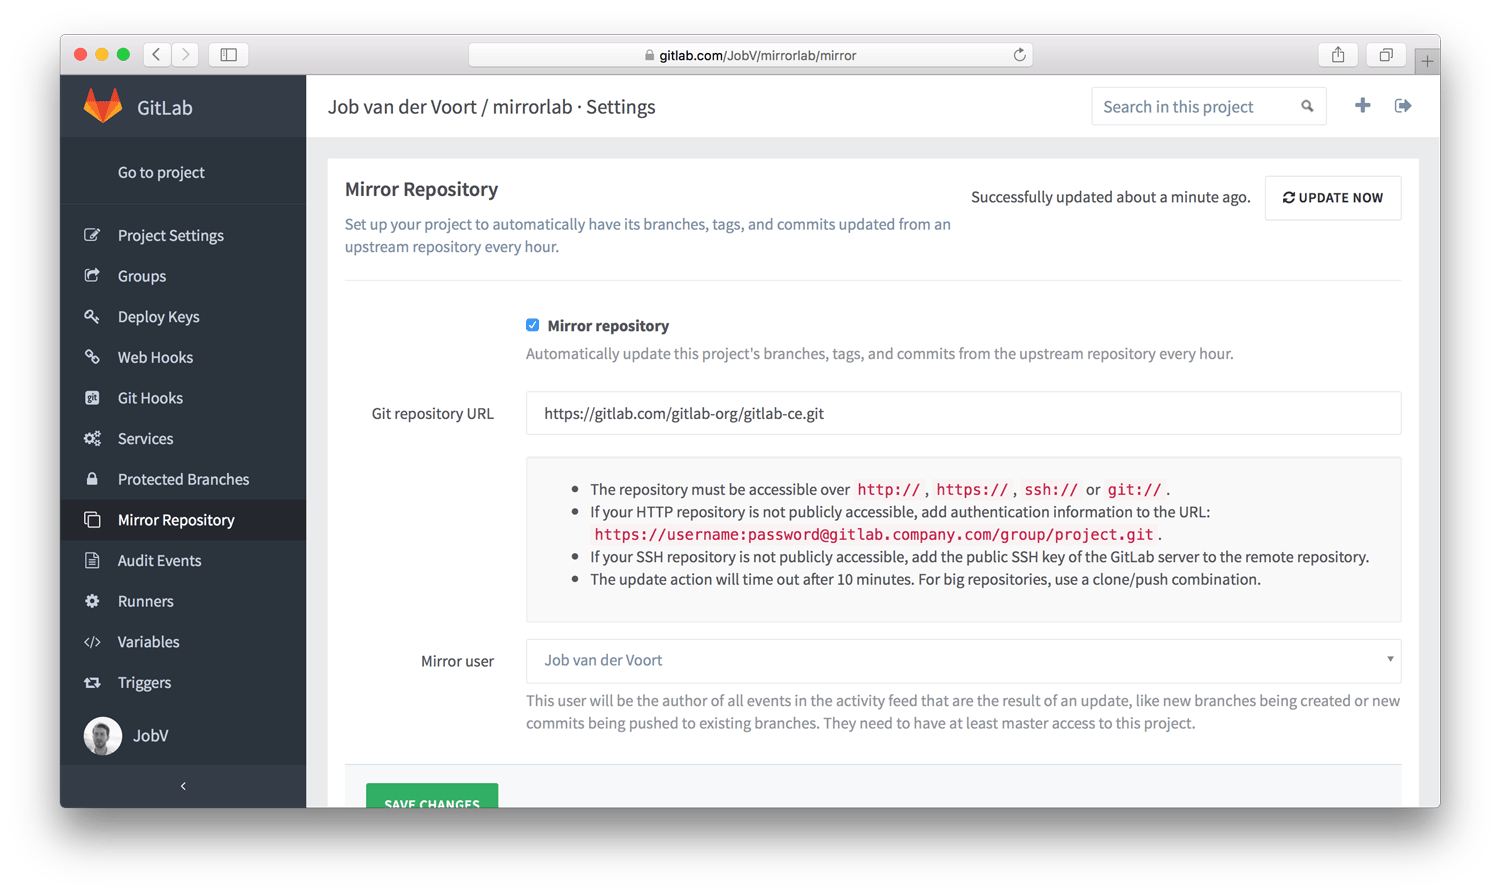 gitlab.com/JobV/mirrorlab/mirror
GitLab
Job van der Voort / mirrorlab · Settings
Search in this project
Go to project
Project Settings
Groups
Deploy Keys
Web Hooks
git
Git Hooks
Services
Protected Branches
Mirror Repository
Audit Events
Runners
Variables
Triggers
JobV
Mirror Repository
Successfully updated about a minute ago.
UPDATE NOW
Set up your project to automatically have its branches, tags, and commits updated from an
upstream repository every hour.
Mirror repository
Automatically update this project's branches, tags, and commits from the upstream repository every hour.
Git repository URL
https://gitlab.com/gitlab-org/gitlab-ce.git
• The repository must be accessible over http://, https://, ssh:// or git://.
• If your HTTP repository is not publicly accessible, add authentication information to the URL:
https://username:password@gitlab.company.com/group/project.git.
• If your SSH repository is not publicly accessible, add the public SSH key of the GitLab server to the remote repository.
• The update action will time out after 10 minutes. For big repositories, use a clone/push combination.
Mirror user
Job van der Voort
This user will be the author of all events in the activity feed that are the result of an update, like new branches being created or new
commits being pushed to existing branches. They need to have at least master access to this project.
SAVE CHANGES